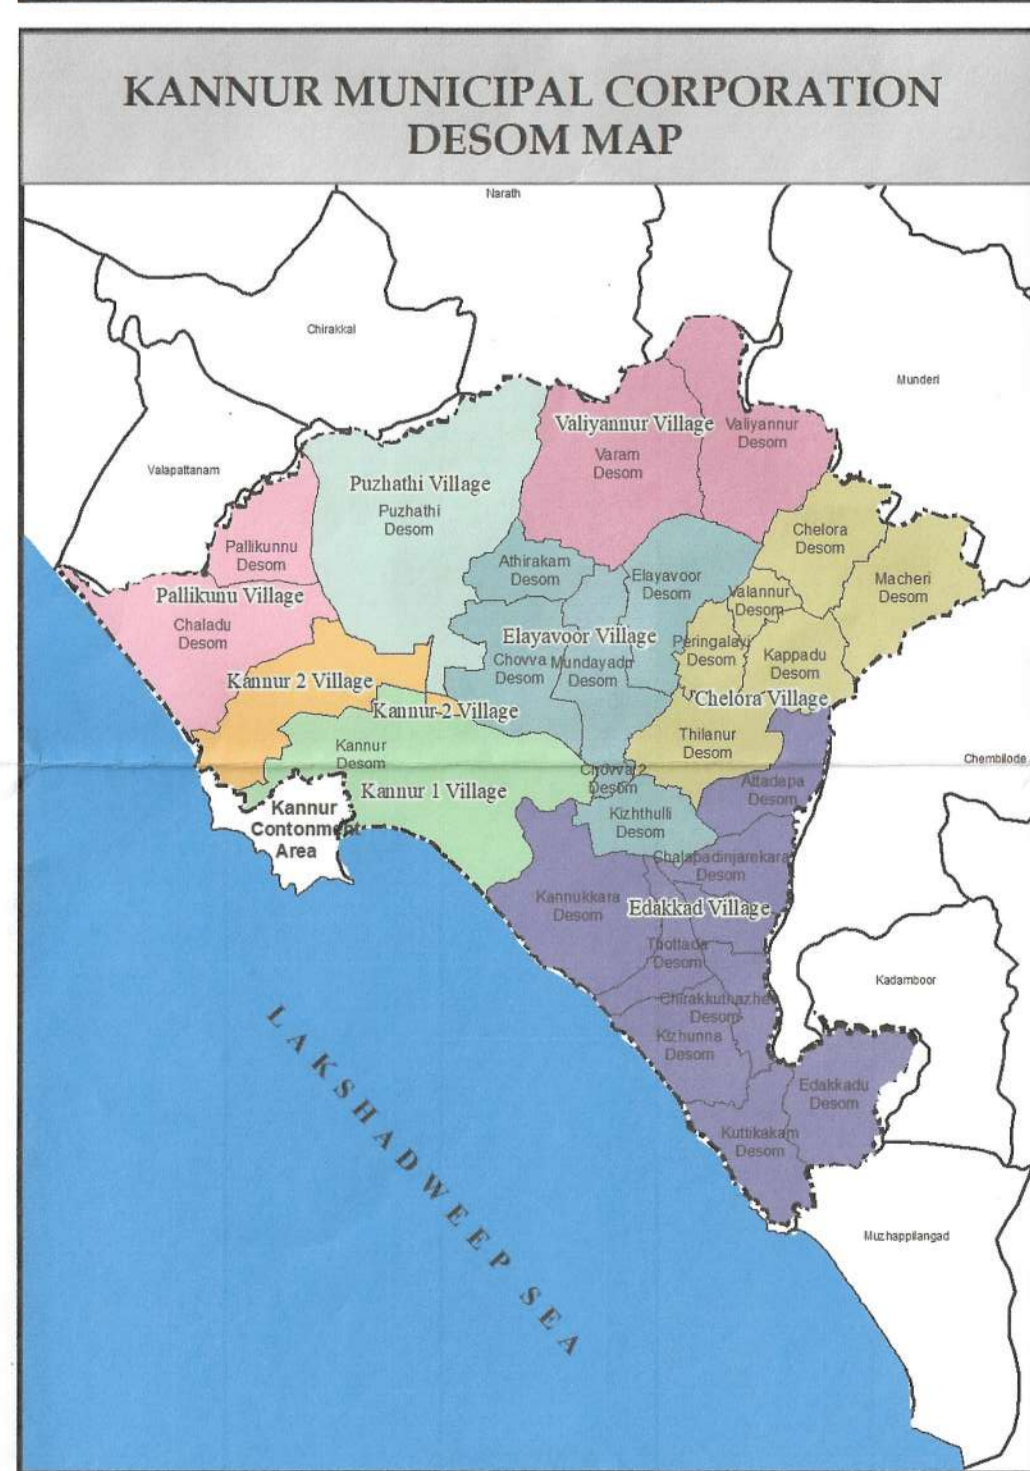 KANNUR MUNICIPAL CORPORATION
DESOM MAP
Narath
Chirakkal
Munderi
Valapattanam
Valiyannur Village
Valiyannur
Desom
Varam
Desom
Puzhathi Village
Puzhathi
Desom
Pallikunnu
Desom
Pallikunu Village
Chaladu
Desom
Athirakam
Desom
Elayavoor
Desom
Chelora
Desom
Macheri
Desom
Valannur
Desom
Elayavoor Village
Chovva
Desom
Mundayadu
Desom
Peringalayi
Desom
Kappadu
Desom
Chelora Village
Kannur 2 Village
Kannur 2 Village
Kannur
Desom
Kannur 1 Village
Thilanur
Desom
Chembilode
Chovva 2
Desom
Attadapa
Desom
Kizhthulli
Desom
Kannur
Contonment
Area
Chalapadinjarekara
Desom
Kannukkara
Desom
Edakkad Village
Thottada
Desom
Kadamboor
Chirakkuthazhe
Desom
Kizhunna
Desom
Edakkadu
Desom
Kuttikakam
Desom
Muzhappilangad
LAKSHADWEEP SEA